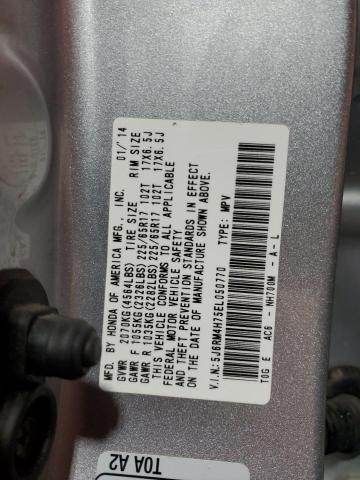 MFD. BY HONDA OF AMERICA MFG., INC. 01/14
GVWR 2070KG(4564LBS) TIRE SIZE RIM SIZE
GAWR F 1055KG(2326LBS) 225/65R17 102T 17X6.5J
GAWR R 1035KG(2282LBS) 225/65R17 102T 17X6.5J
THIS VEHICLE CONFORMS TO ALL APPLICABLE
FEDERAL MOTOR VEHICLE SAFETY
AND THEFT PREVENTION STANDARDS IN EFFECT
ON THE DATE OF MANUFACTURE SHOWN ABOVE.
V.I.N:5J6RM4H75EL050770 TYPE: MPV
T0G E AC6 NH700M - A - L
T0A A2